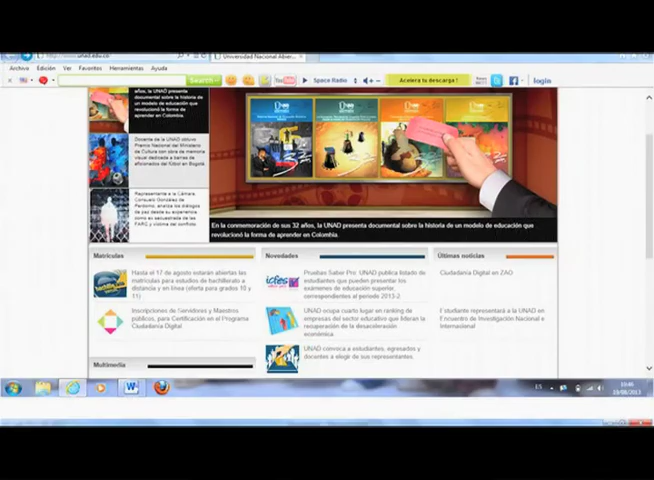 Universidad Nacional Abier...
Archivo Edición Ver Favoritos Herramientas Ayuda
Search
You Tube
Space Radio
Acelera tu descarga !
login
años, la UNAD presenta
documental sobre la historia de
un modelo de educación que
revolucionó la forma de
aprender en Colombia.
Docente de la UNAD obtuvo
Premio Nacional del Ministerio
de Cultura con obra de memoria
visual dedicada a barras de
aficionados del fútbol en Bogotá.
Representante a la Cámara,
Consuelo González de
Perdomo, analiza los diálogos
de paz desde su experiencia
como ex secuestrada de las
FARC y víctima del conflicto
En la conmemoración de sus 32 años, la UNAD presenta documental sobre la historia de un modelo de educación que
revolucionó la forma de aprender en Colombia.
Matrículas
Hasta el 17 de agosto estarán abiertas las
matrículas para estudios de bachillerato a
distancia y en línea (oferta para grados 10 y
11)
Inscripciones de Servidores y Maestros
públicos, para Certificación en el Programa
Ciudadanía Digital
Multimedia
Novedades
icfes
Pruebas Saber Pro: UNAD publica listado de
estudiantes que pueden presentar los
exámenes de educación superior,
correspondientes al período 2013-2
UNAD ocupa cuarto lugar en ranking de
empresas del sector educativo que lideran la
recuperación de la desaceleración
económica
UNAD convoca a estudiantes, egresados y
docentes a elegir de sus representantes
Últimas noticias
Ciudadanía Digital en ZAO
Estudiante representará a la UNAD en
Encuentro de Investigación Nacional e
Internacional
ES
10:46
19/08/2013